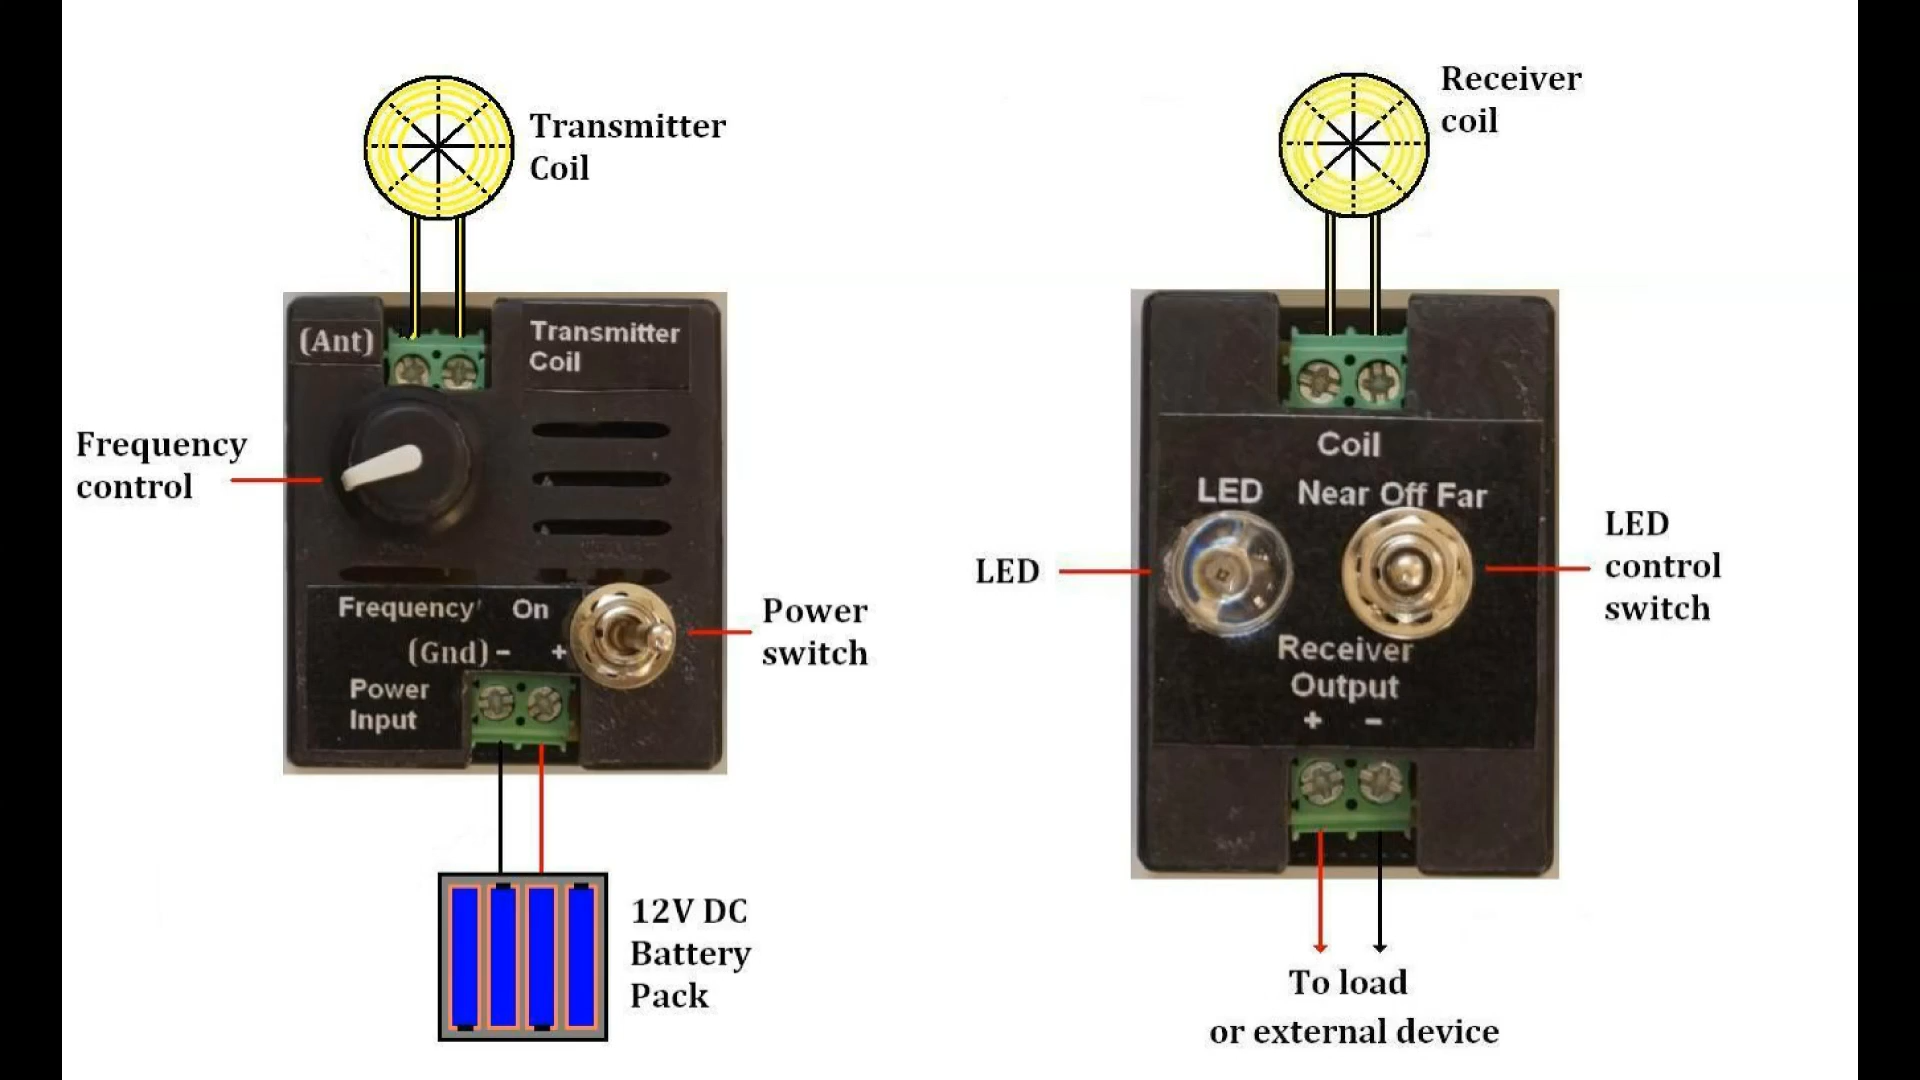 Transmitter
Coil
Receiver
coil
(Ant)
Transmitter
Coil
Frequency
control
Frequency
On
(Gnd) -
+
Power
Input
Power
switch
12V DC
Battery
Pack
Coil
LED
Near Off Far
LED
LED
control
switch
Receiver
Output
+ -
To load
or external device